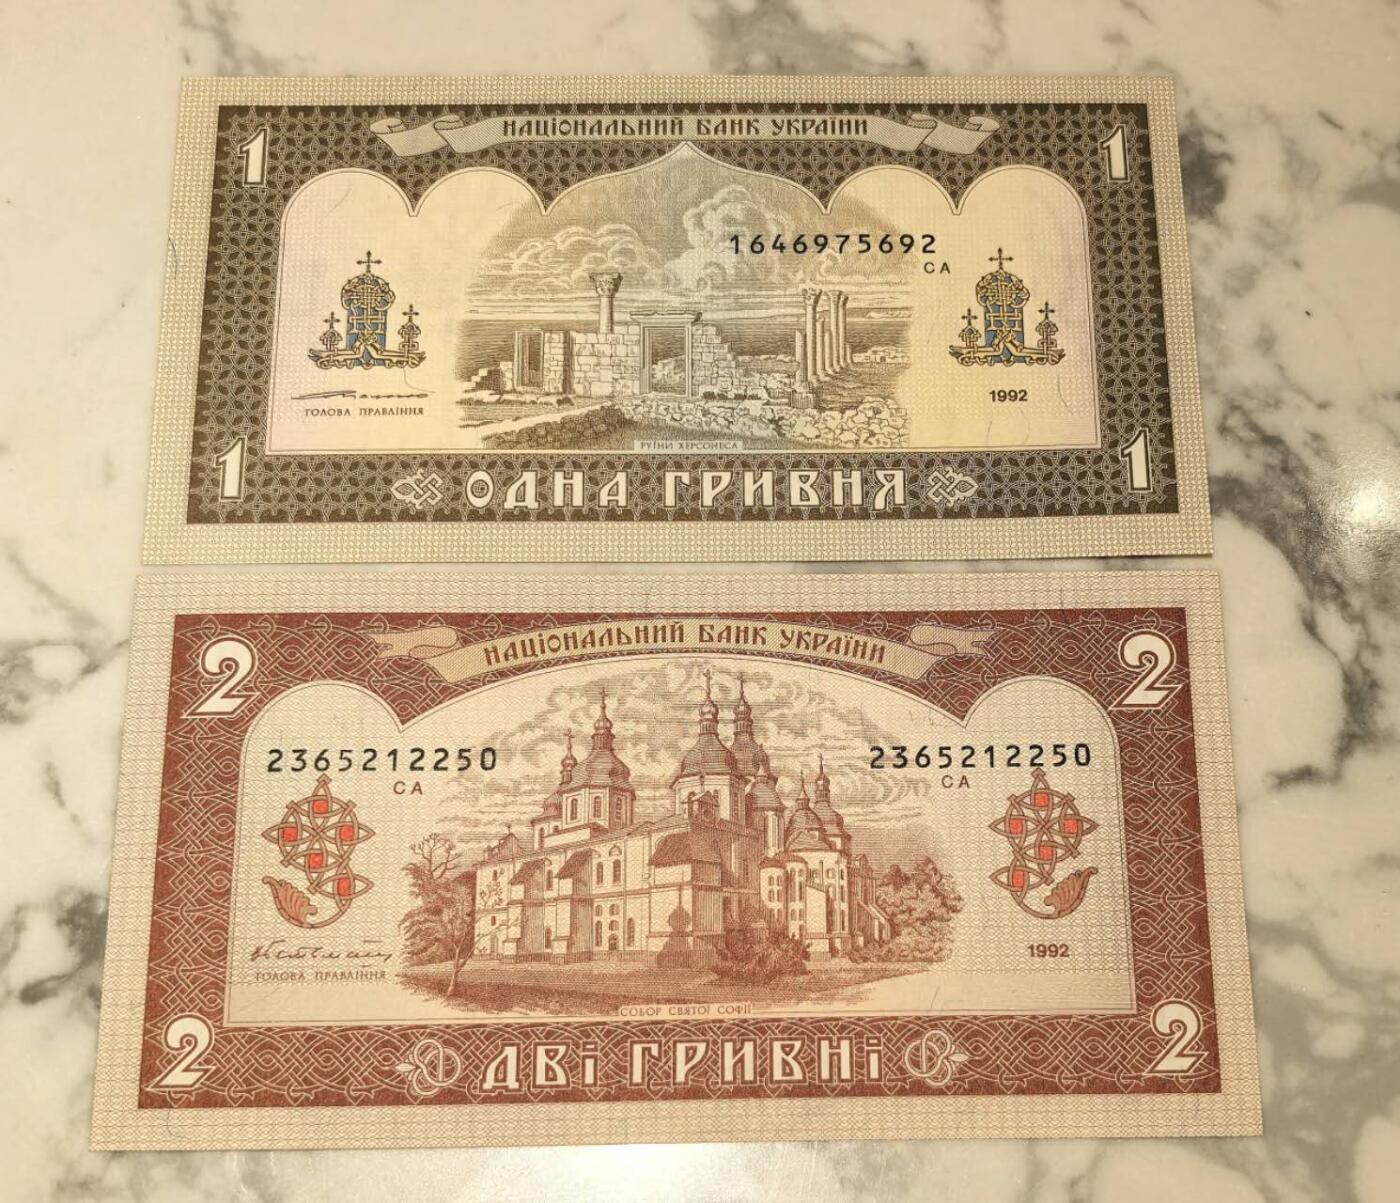 НАЦІОНАЛЬНИЙ БАНК УКРАЇНИ
1 1
1646975692
СА
ГОЛОВА ПРАВЛІННЯ
1992
РУЇНИ ХЕРСОНЕСА
1 ОДНА ГРИВНЯ 1
НАЦІОНАЛЬНИЙ БАНК УКРАЇНИ
2 2
2365212250 2365212250
СА СА
ГОЛОВА ПРАВЛІННЯ
1992
СОБОР СВЯТОЇ СОФІЇ
2 ДВІ ГРИВНІ 2